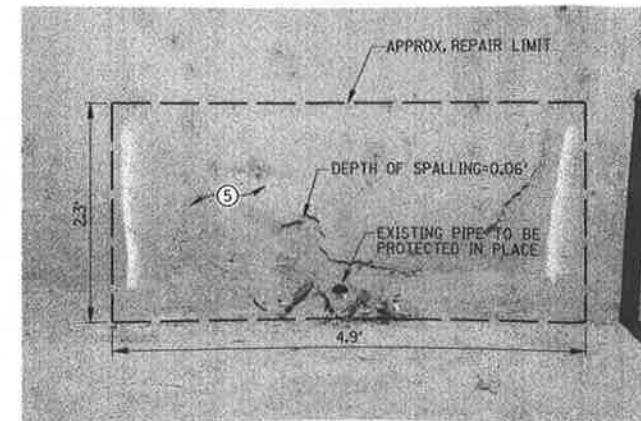 APPROX. REPAIR LIMIT
DEPTH OF SPALLING=0.06'
5
2.3'
EXISTING PIPE TO BE
PROTECTED IN PLACE
4.9'